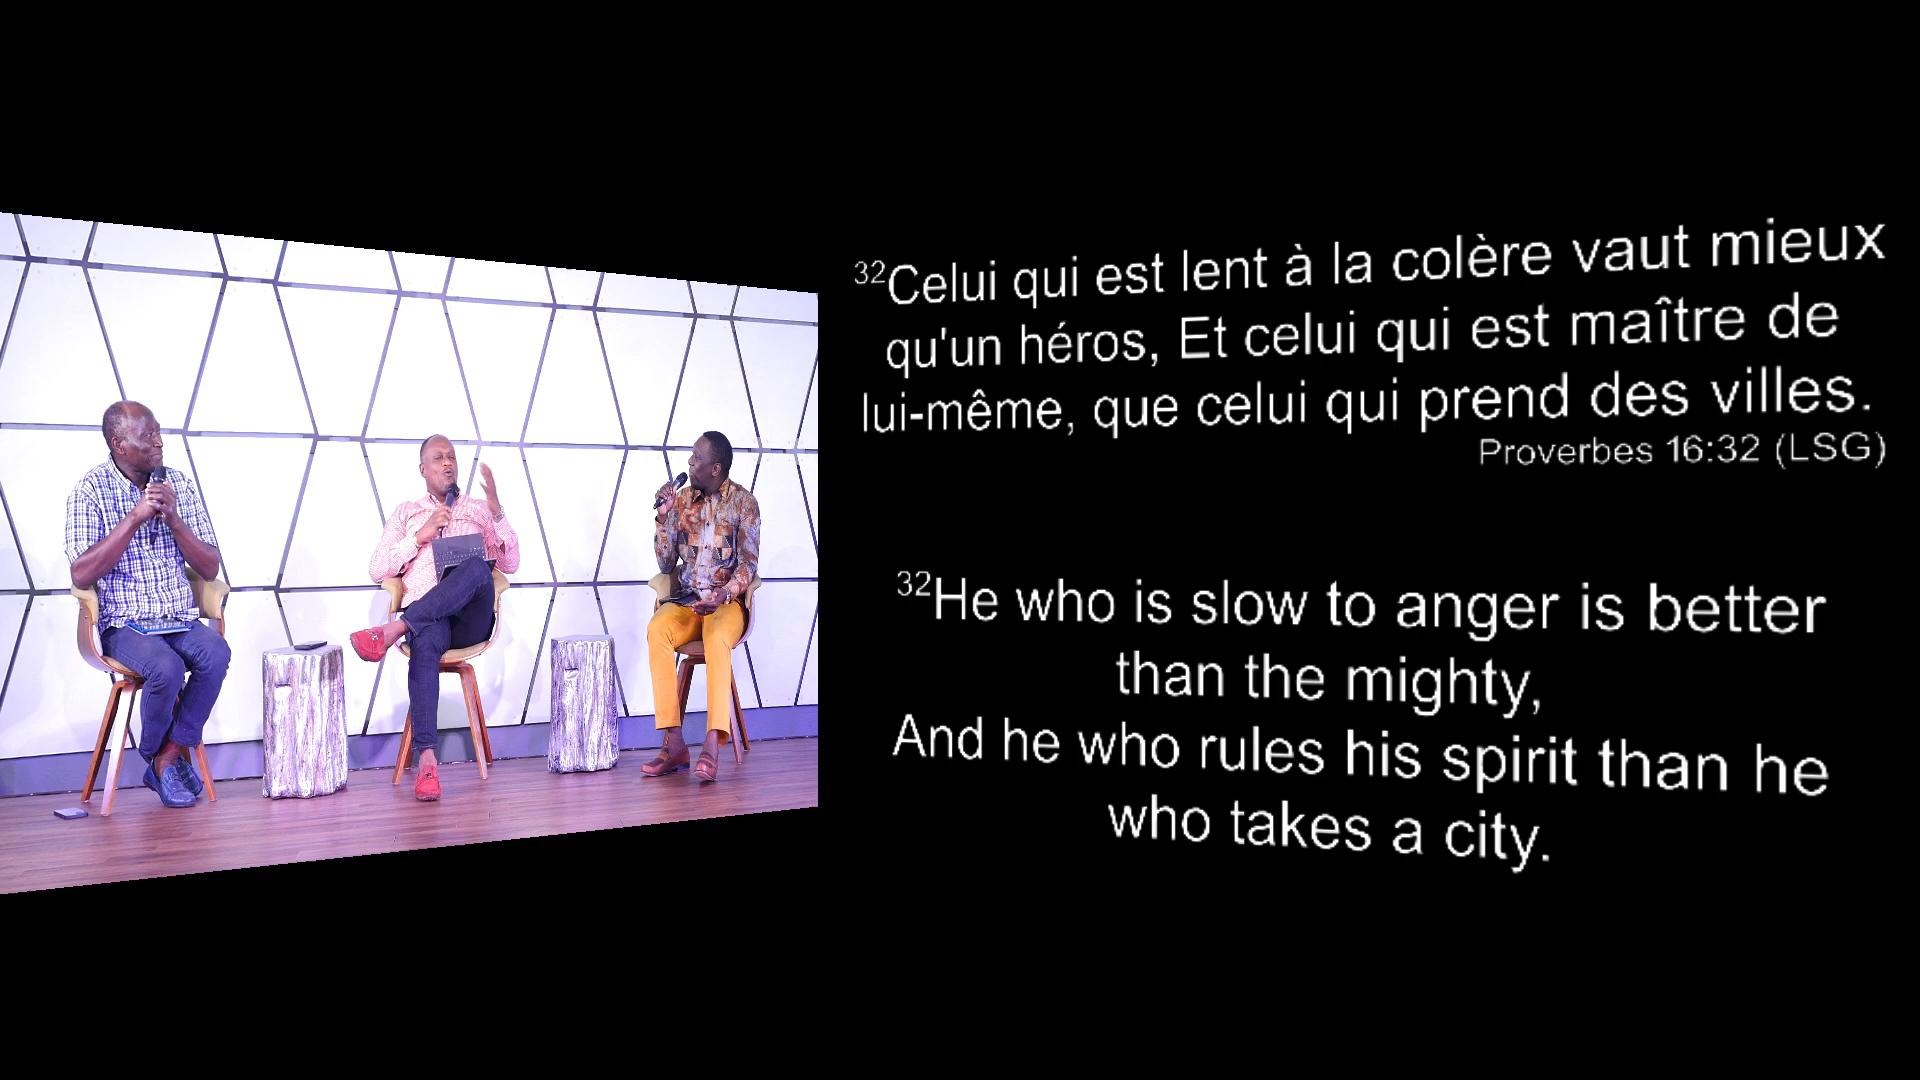 32Celui qui est lent à la colère vaut mieux
qu'un héros, Et celui qui est maître de
lui-même, que celui qui prend des villes.
Proverbes 16:32 (LSG)
32He who is slow to anger is better
than the mighty,
And he who rules his spirit than he
who takes a city.